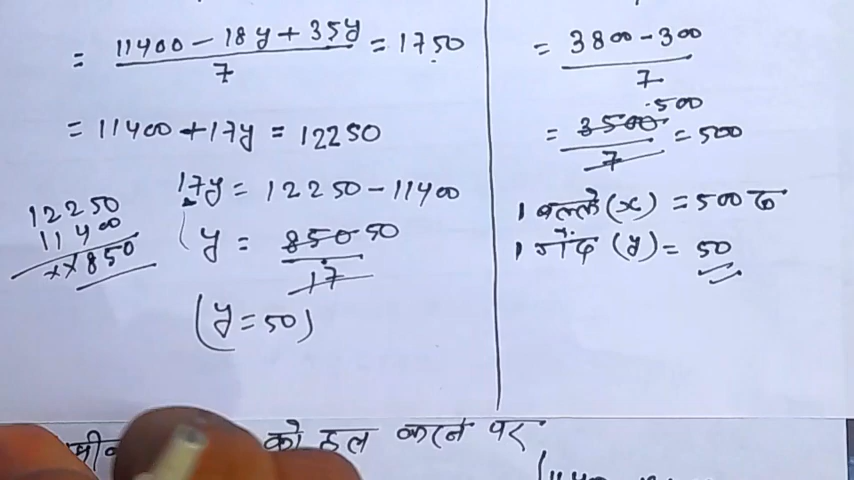 = 11400 - 18y + 35y / 7 = 1750
= 11400 + 17y = 12250
17y = 12250 - 11400
12250
11400
××850
y = 850 50 / 17
(y = 50)
= 3800 - 300 / 7
500
= 3500 / 7 = 500
1 बल्ले (x) = 500 रु
1 गेंद (y) = 50
को हल करने पर